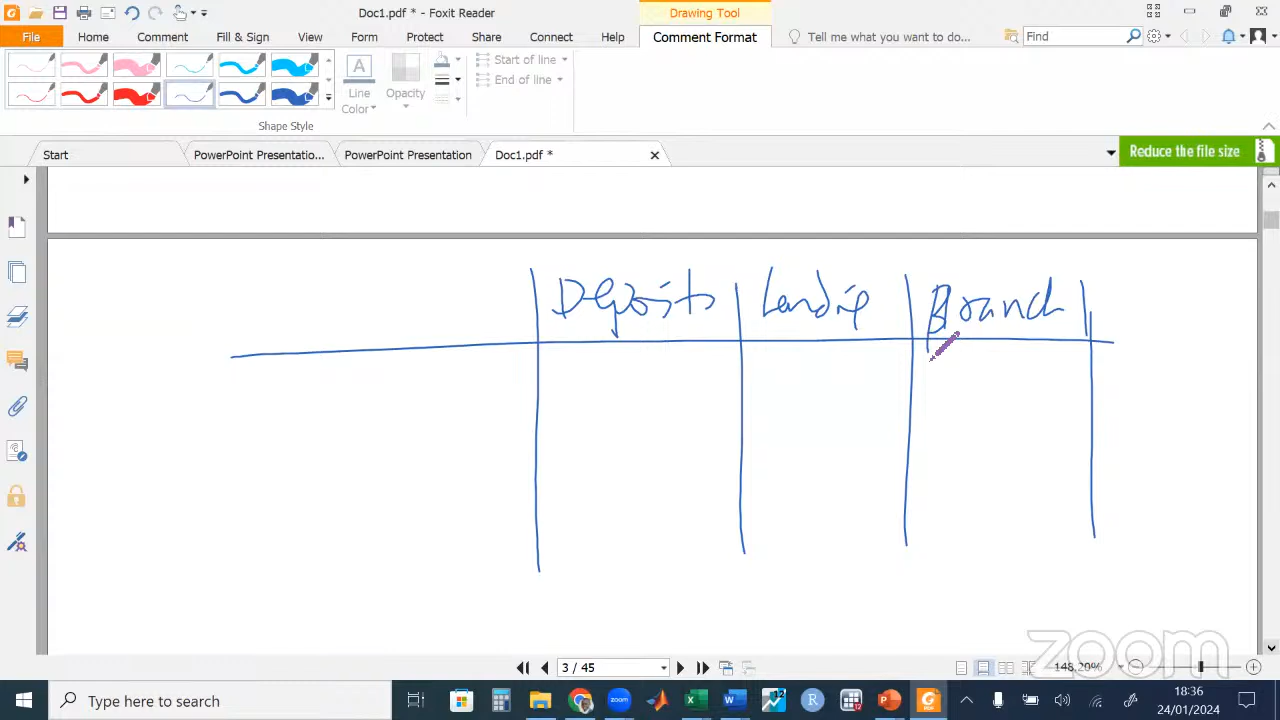 Doc1.pdf * - Foxit Reader
Drawing Tool
File Home Comment Fill & Sign View Form Protect Share Connect Help Comment Format Tell me what you want to do... Find
Line Color Opacity Start of line
End of line
Shape Style
Start PowerPoint Presentatio... PowerPoint Presentation Doc1.pdf * Reduce the file size
Deposits Lending Branch
zoom
3 / 45 148.20%
Type here to search zoom 12 R 18:36
24/01/2024